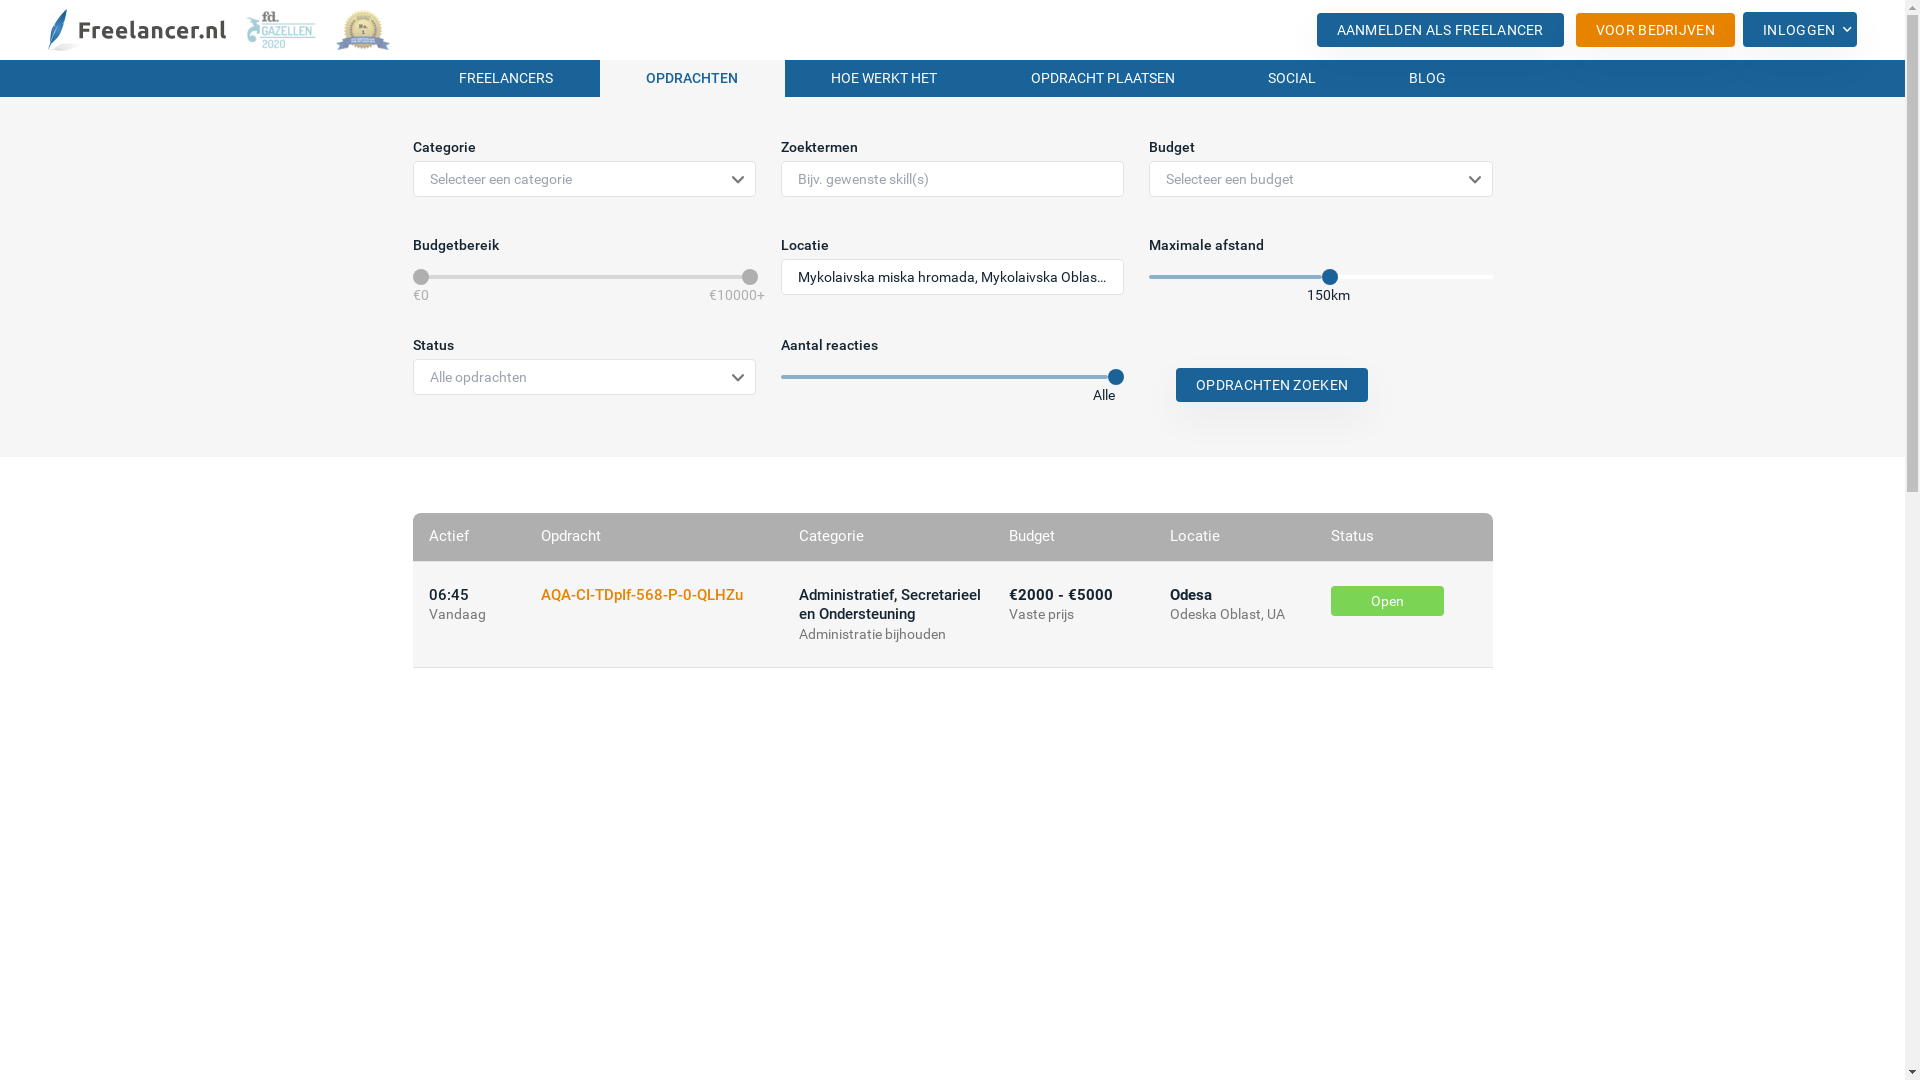 Freelancer.nl
fd.
GAZELLEN
2020
AANMELDEN ALS FREELANCER
VOOR BEDRIJVEN
INLOGGEN
FREELANCERS
OPDRACHTEN
HOE WERKT HET
OPDRACHT PLAATSEN
SOCIAL
BLOG
Categorie
Zoektermen
Budget
Selecteer een categorie
Bijv. gewenste skill(s)
Selecteer een budget
Budgetbereik
Locatie
Maximale afstand
Mykolaivska miska hromada, Mykolaivska Oblas...
€0
€10000+
150km
Status
Aantal reacties
Alle opdrachten
OPDRACHTEN ZOEKEN
Alle
Actief
Opdracht
Categorie
Budget
Locatie
Status
06:45
Vandaag
AQA-CI-TDplf-568-P-0-QLHZu
Administratief, Secretarieel
en Ondersteuning
Administratie bijhouden
€2000 - €5000
Vaste prijs
Odesa
Odeska Oblast, UA
Open